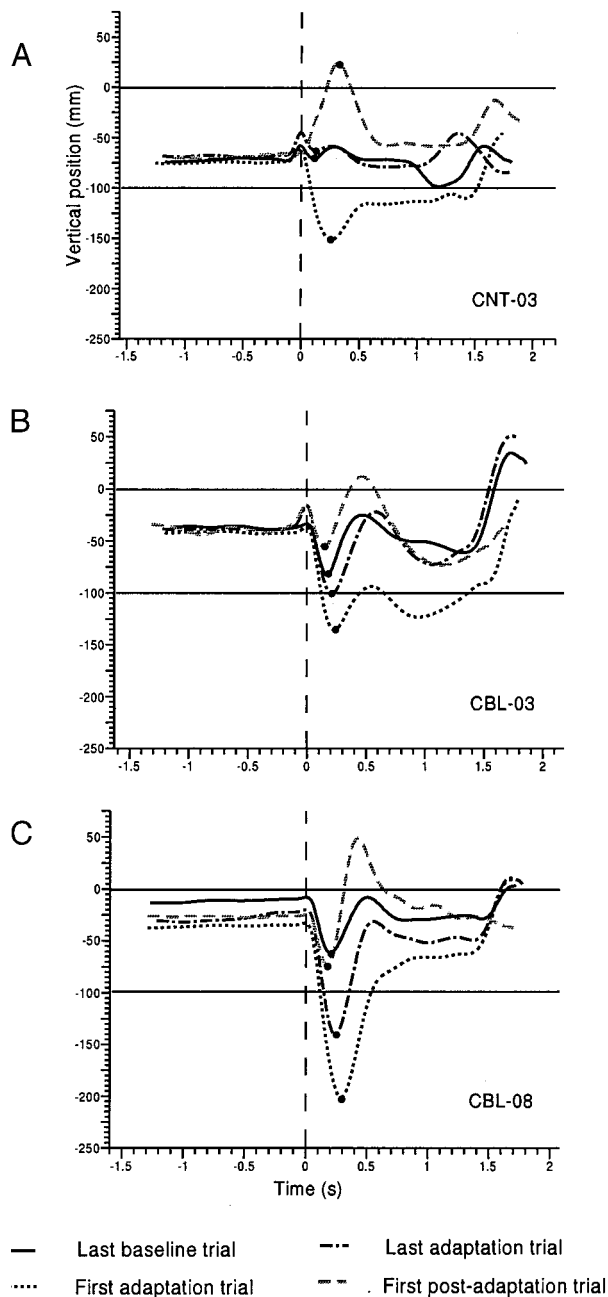 A
Vertical position (mm)
50
0
-50
-100
-150
-200
-250
CNT-03
-1.5 -1 -0.5 0 0.5 1 1.5 2
B
50
0
-50
-100
-150
-200
-250
CBL-03
-1.5 -1 -0.5 0 0.5 1 1.5 2
C
50
0
-50
-100
-150
-200
-250
CBL-08
-1.5 -1 -0.5 0 0.5 1 1.5 2
Time (s)
Last baseline trial Last adaptation trial
First adaptation trial First post-adaptation trial